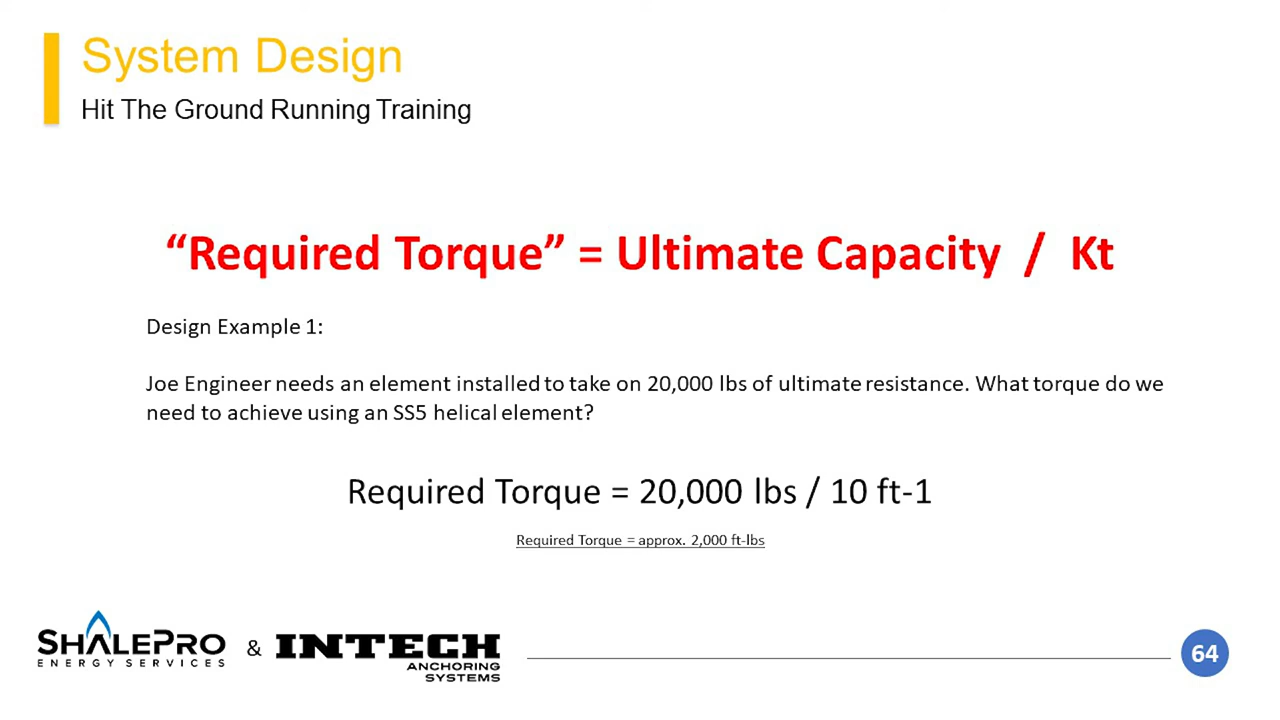 System Design
Hit The Ground Running Training
“Required Torque” = Ultimate Capacity / Kt
Design Example 1:
Joe Engineer needs an element installed to take on 20,000 lbs of ultimate resistance. What torque do we
need to achieve using an SS5 helical element?
Required Torque = 20,000 lbs / 10 ft-1
Required Torque = approx. 2,000 ft-lbs
SHALEPRO
ENERGY SERVICES
&
INTECH
ANCHORING
SYSTEMS
64